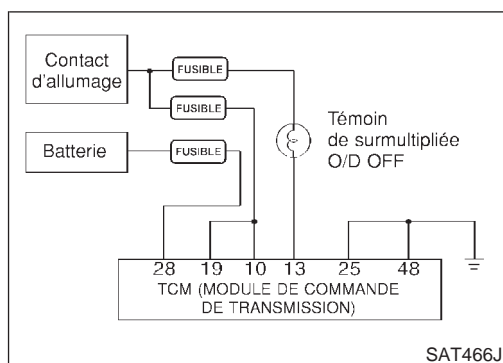 Contact
d'allumage
FUSIBLE
FUSIBLE
Batterie
FUSIBLE
Témoin
de surmultipliée
O/D OFF
28 19 10 13 25 48
TCM (MODULE DE COMMANDE
DE TRANSMISSION)
SAT466J